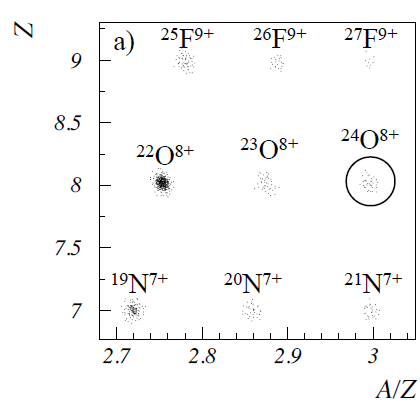 Z
a)
²⁵F⁹⁺ ²⁶F⁹⁺ ²⁷F⁹⁺
9
8.5
²²O⁸⁺ ²³O⁸⁺ ²⁴O⁸⁺
8
7.5
¹⁹N⁷⁺ ²⁰N⁷⁺ ²¹N⁷⁺
7
2.7 2.8 2.9 3
A/Z